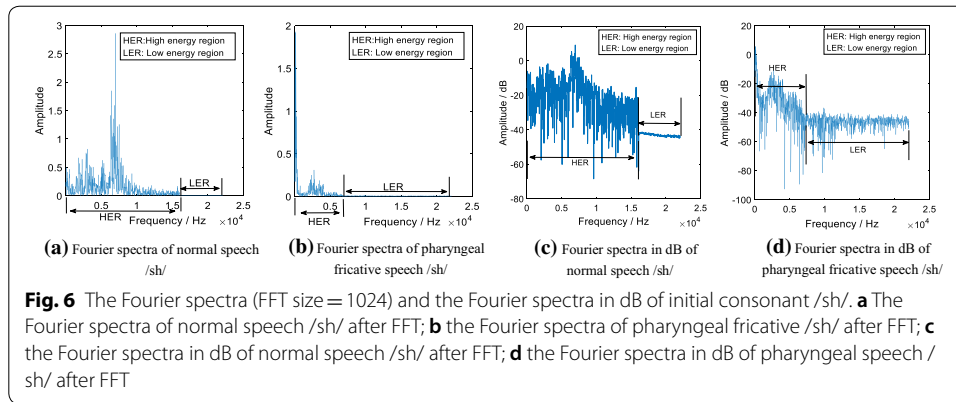 3
2.5
2
1.5
1
0.5
0
Amplitude
HER:High energy region
LER: Low energy region
LER
HER
0 0.5 1 1.5 2 2.5
Frequency / Hz ×10⁴
(a) Fourier spectra of normal speech
/sh/
2
1.5
1
0.5
0
Amplitude
HER:High energy region
LER: Low energy region
LER
HER
0 0.5 1 1.5 2 2.5
Frequency / Hz ×10⁴
(b) Fourier spectra of pharyngeal
fricative speech /sh/
20
0
-20
-40
-60
-80
Amplitude / dB
HER: High energy region
LER: Low energy region
LER
HER
0 0.5 1 1.5 2 2.5
Frequency / Hz ×10⁴
(c) Fourier spectra in dB of
normal speech /sh/
20
0
-20
-40
-60
-80
-100
Amplitude / dB
HER: High energy region
LER: Low energy region
HER
LER
0 0.5 1 1.5 2 2.5
Frequency / Hz ×10⁴
(d) Fourier spectra in dB of
pharyngeal fricative speech /sh/
Fig. 6 The Fourier spectra (FFT size = 1024) and the Fourier spectra in dB of initial consonant /sh/. a The
Fourier spectra of normal speech /sh/ after FFT; b the Fourier spectra of pharyngeal fricative /sh/ after FFT; c
the Fourier spectra in dB of normal speech /sh/ after FFT; d the Fourier spectra in dB of pharyngeal speech /
sh/ after FFT